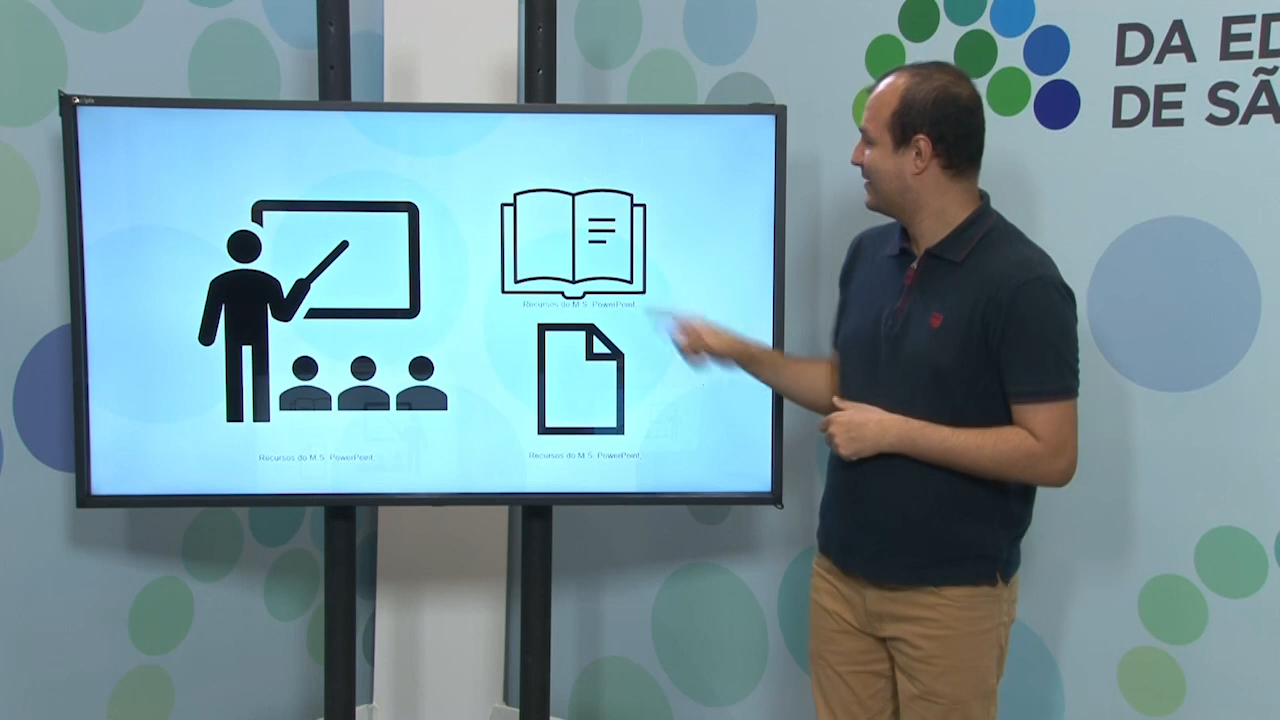 DA ED
DE SÃ
Recursos do M.S. PowerPoint,
Recursos do M.S. PowerPoint,
Recursos do M.S. PowerPoint,